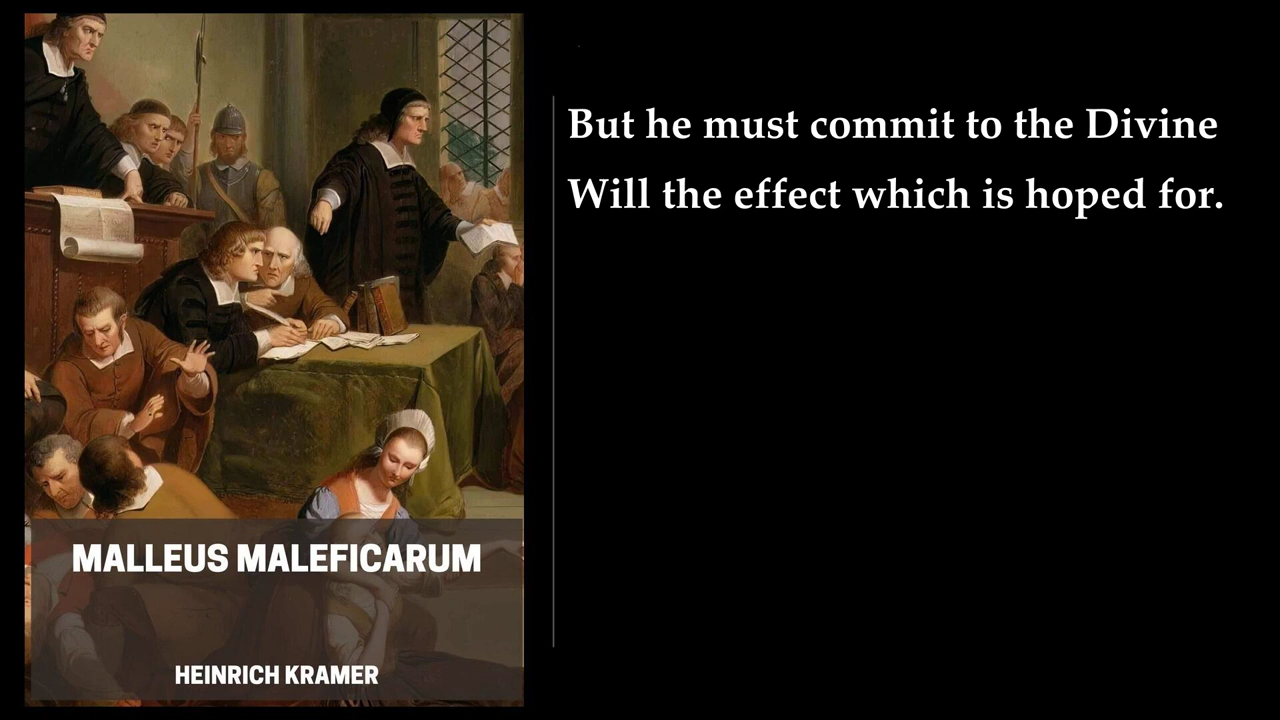 MALLEUS MALEFICARUM
HEINRICH KRAMER
But he must commit to the Divine
Will the effect which is hoped for.